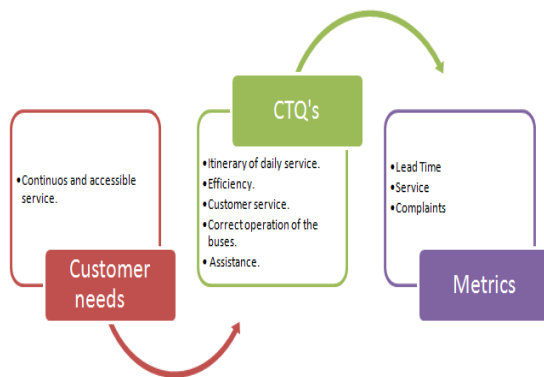 •Continuos and accessible
service.
Customer
needs
CTQ's
•Itinerary of daily service.
•Efficiency.
•Customer service.
•Correct operation of the
buses.
•Assistance.
•Lead Time
•Service
•Complaints
Metrics